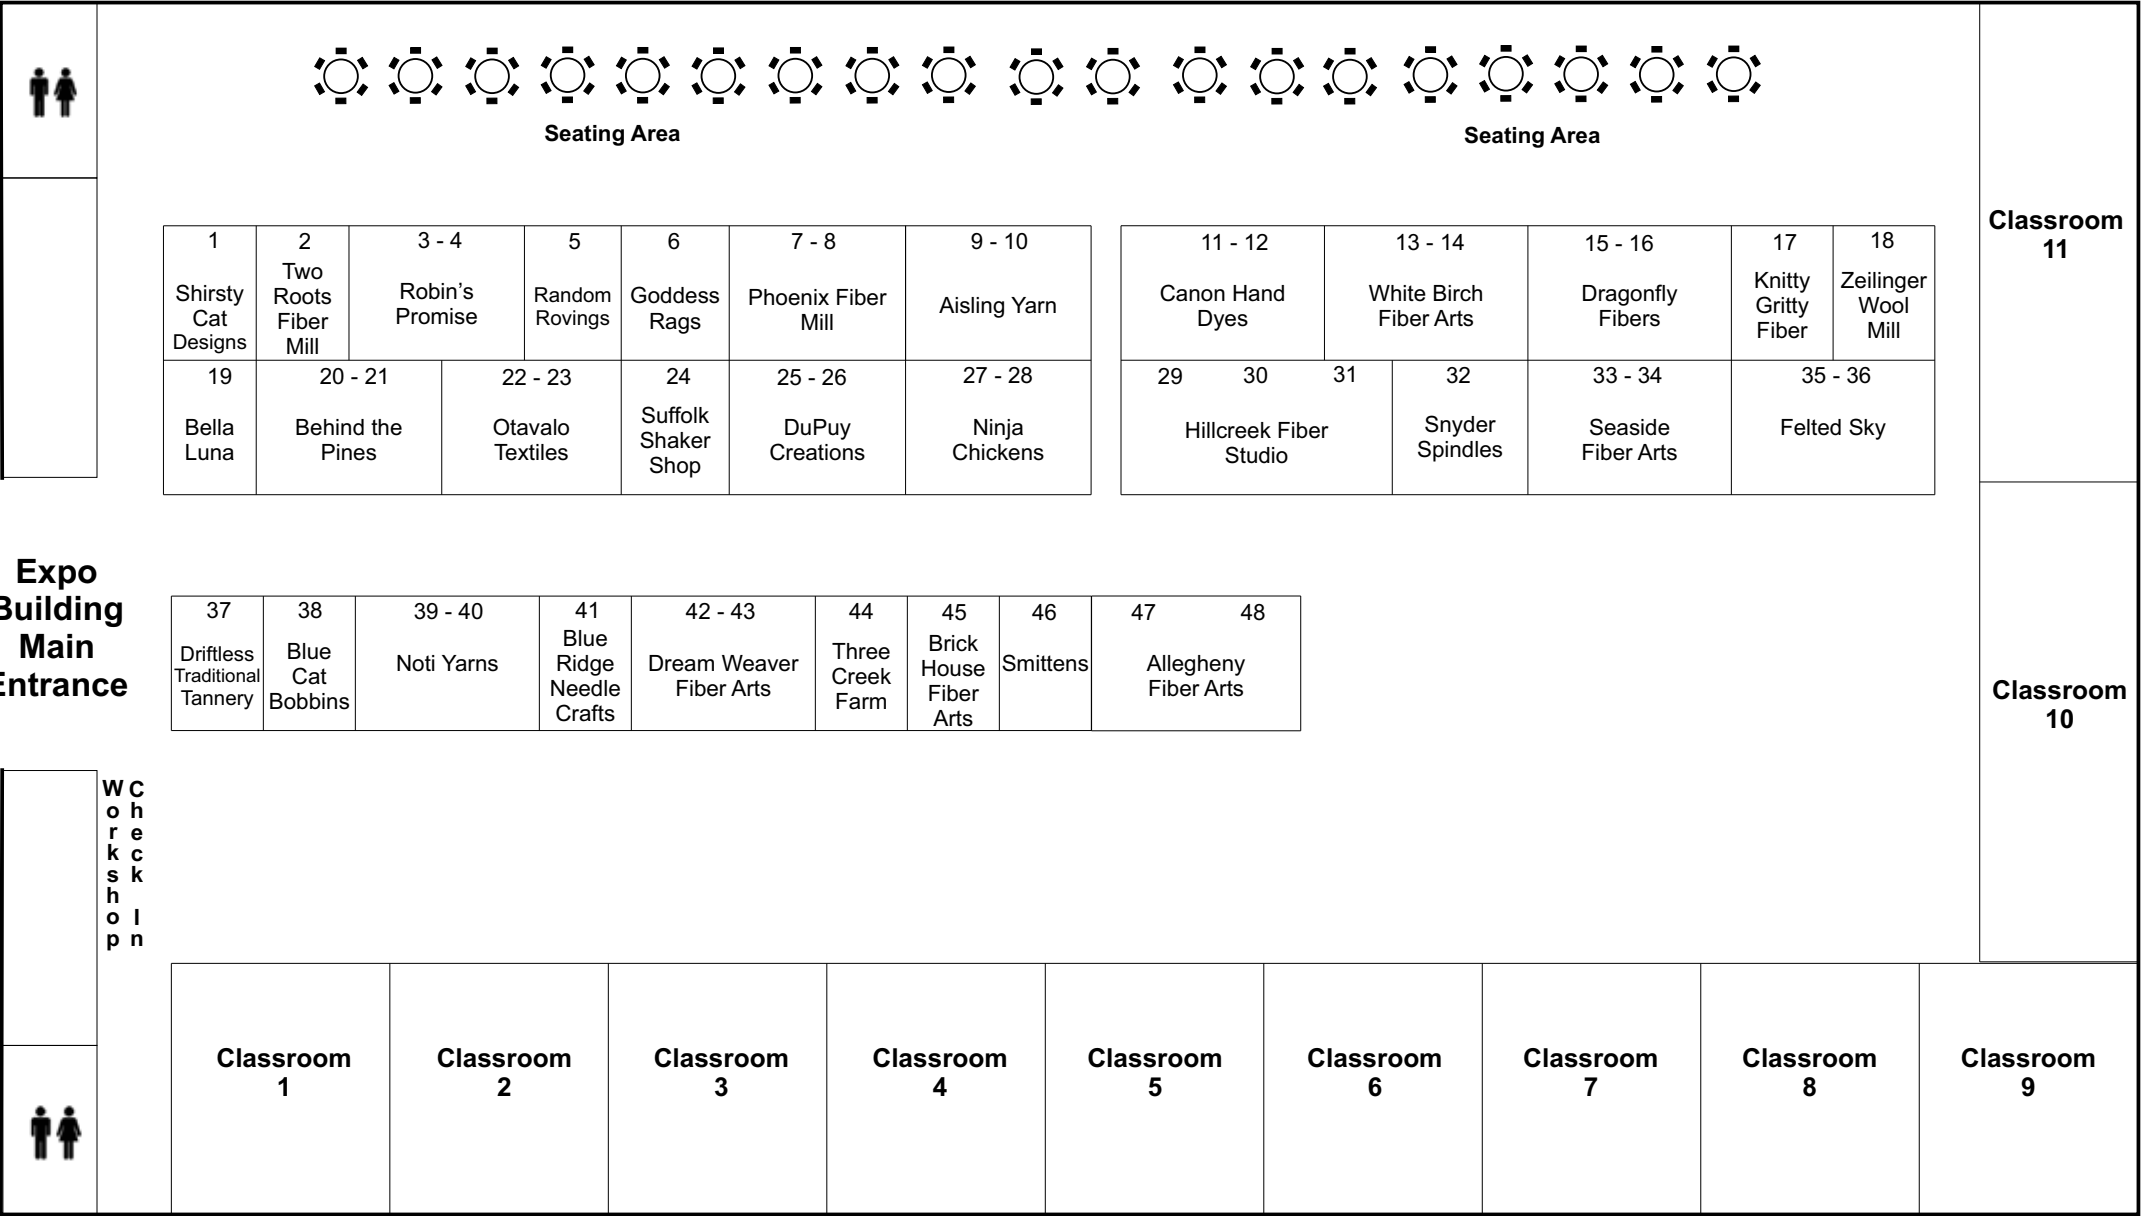 Seating Area
Seating Area
1
Shirsty
Cat
Designs
2
Two
Roots
Fiber
Mill
3 - 4
Robin’s
Promise
5
Random
Rovings
6
Goddess
Rags
7 - 8
Phoenix Fiber
Mill
9 - 10
Aisling Yarn
11 - 12
Canon Hand
Dyes
13 - 14
White Birch
Fiber Arts
15 - 16
Dragonfly
Fibers
17
Knitty
Gritty
Fiber
18
Zeilinger
Wool
Mill
19
Bella
Luna
20 - 21
Behind the
Pines
22 - 23
Otavalo
Textiles
24
Suffolk
Shaker
Shop
25 - 26
DuPuy
Creations
27 - 28
Ninja
Chickens
29 30 31
Hillcreek Fiber
Studio
32
Snyder
Spindles
33 - 34
Seaside
Fiber Arts
35 - 36
Felted Sky
Classroom
11
Expo
Building
Main
Entrance
37
Driftless
Traditional
Tannery
38
Blue
Cat
Bobbins
39 - 40
Noti Yarns
41
Blue
Ridge
Needle
Crafts
42 - 43
Dream Weaver
Fiber Arts
44
Three
Creek
Farm
45
Brick
House
Fiber
Arts
46
Smittens
47 48
Allegheny
Fiber Arts
Classroom
10
Workshop
Check In
Classroom
1
Classroom
2
Classroom
3
Classroom
4
Classroom
5
Classroom
6
Classroom
7
Classroom
8
Classroom
9